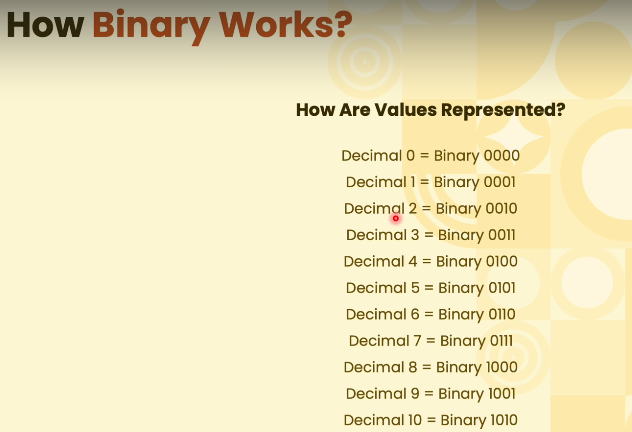 How Binary Works?
How Are Values Represented?
Decimal 0 = Binary 0000
Decimal 1 = Binary 0001
Decimal 2 = Binary 0010
Decimal 3 = Binary 0011
Decimal 4 = Binary 0100
Decimal 5 = Binary 0101
Decimal 6 = Binary 0110
Decimal 7 = Binary 0111
Decimal 8 = Binary 1000
Decimal 9 = Binary 1001
Decimal 10 = Binary 1010